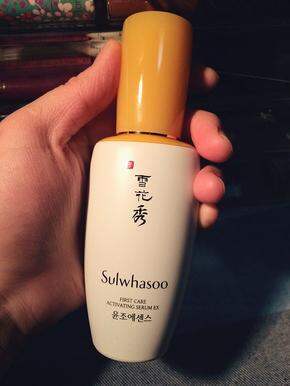 雪
花
秀
Sulwhasoo
FIRST CARE
ACTIVATING SERUM EX
윤조에센스